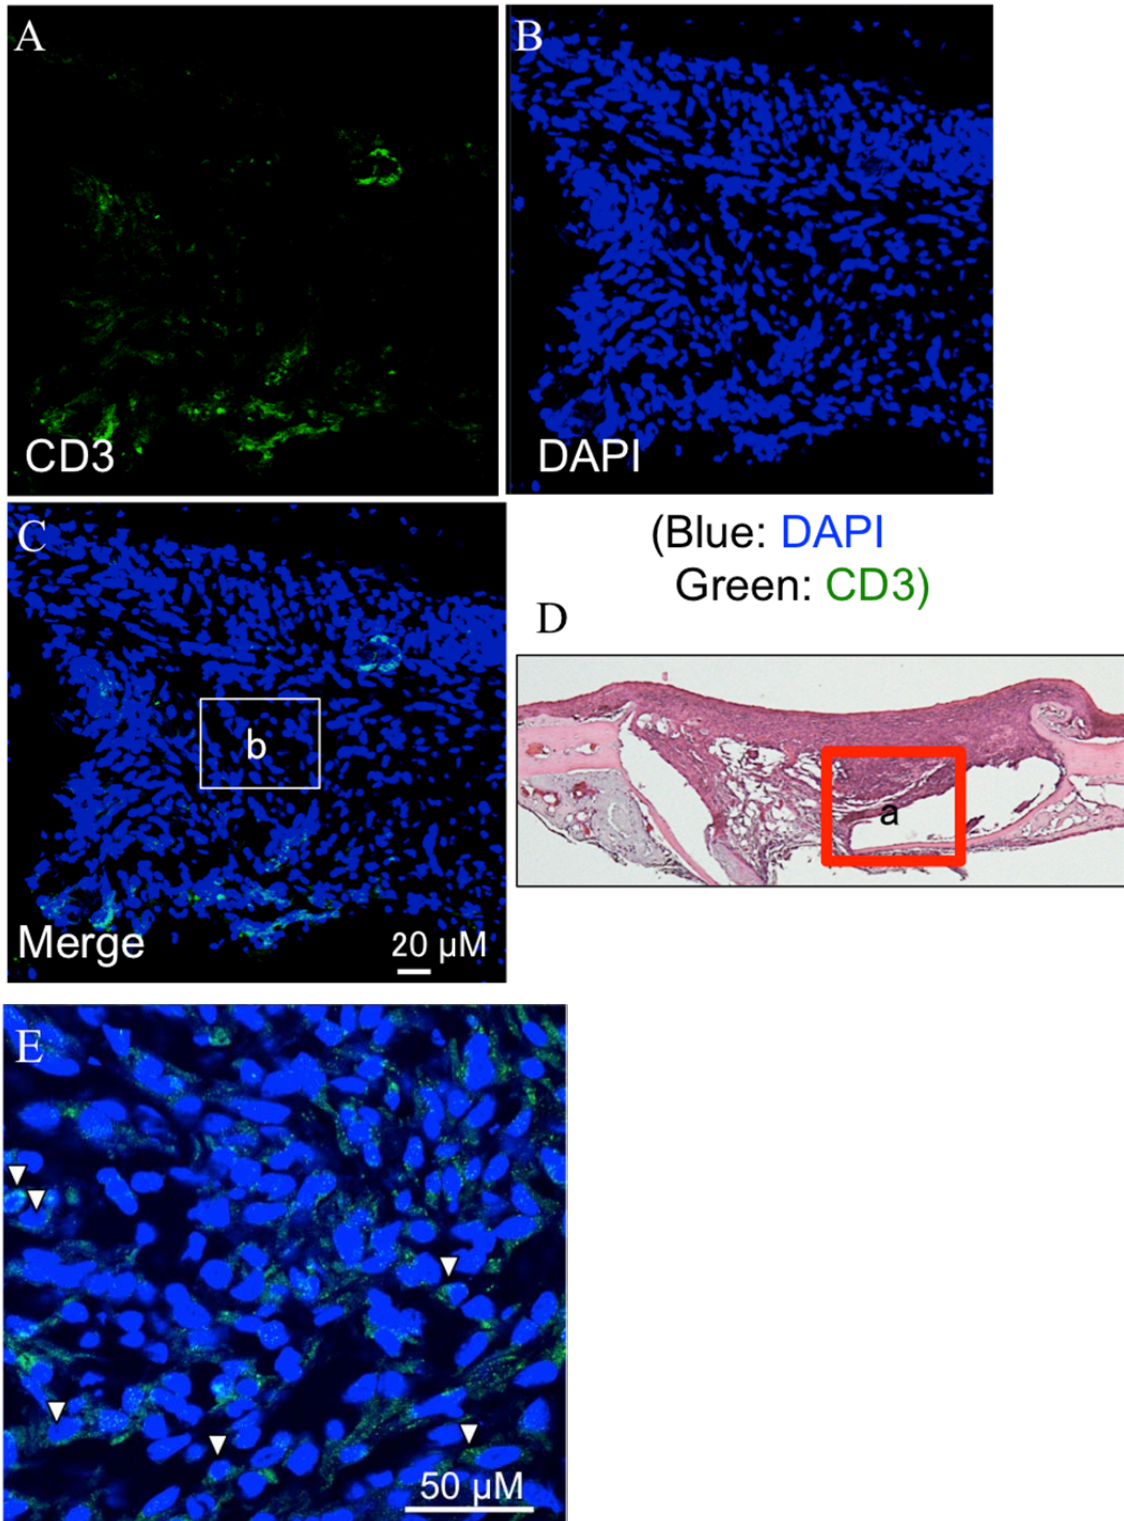 A
CD3
B
DAPI
C
b
Merge
20 μM
(Blue: DAPI
Green: CD3)
D
a
E
50 μM